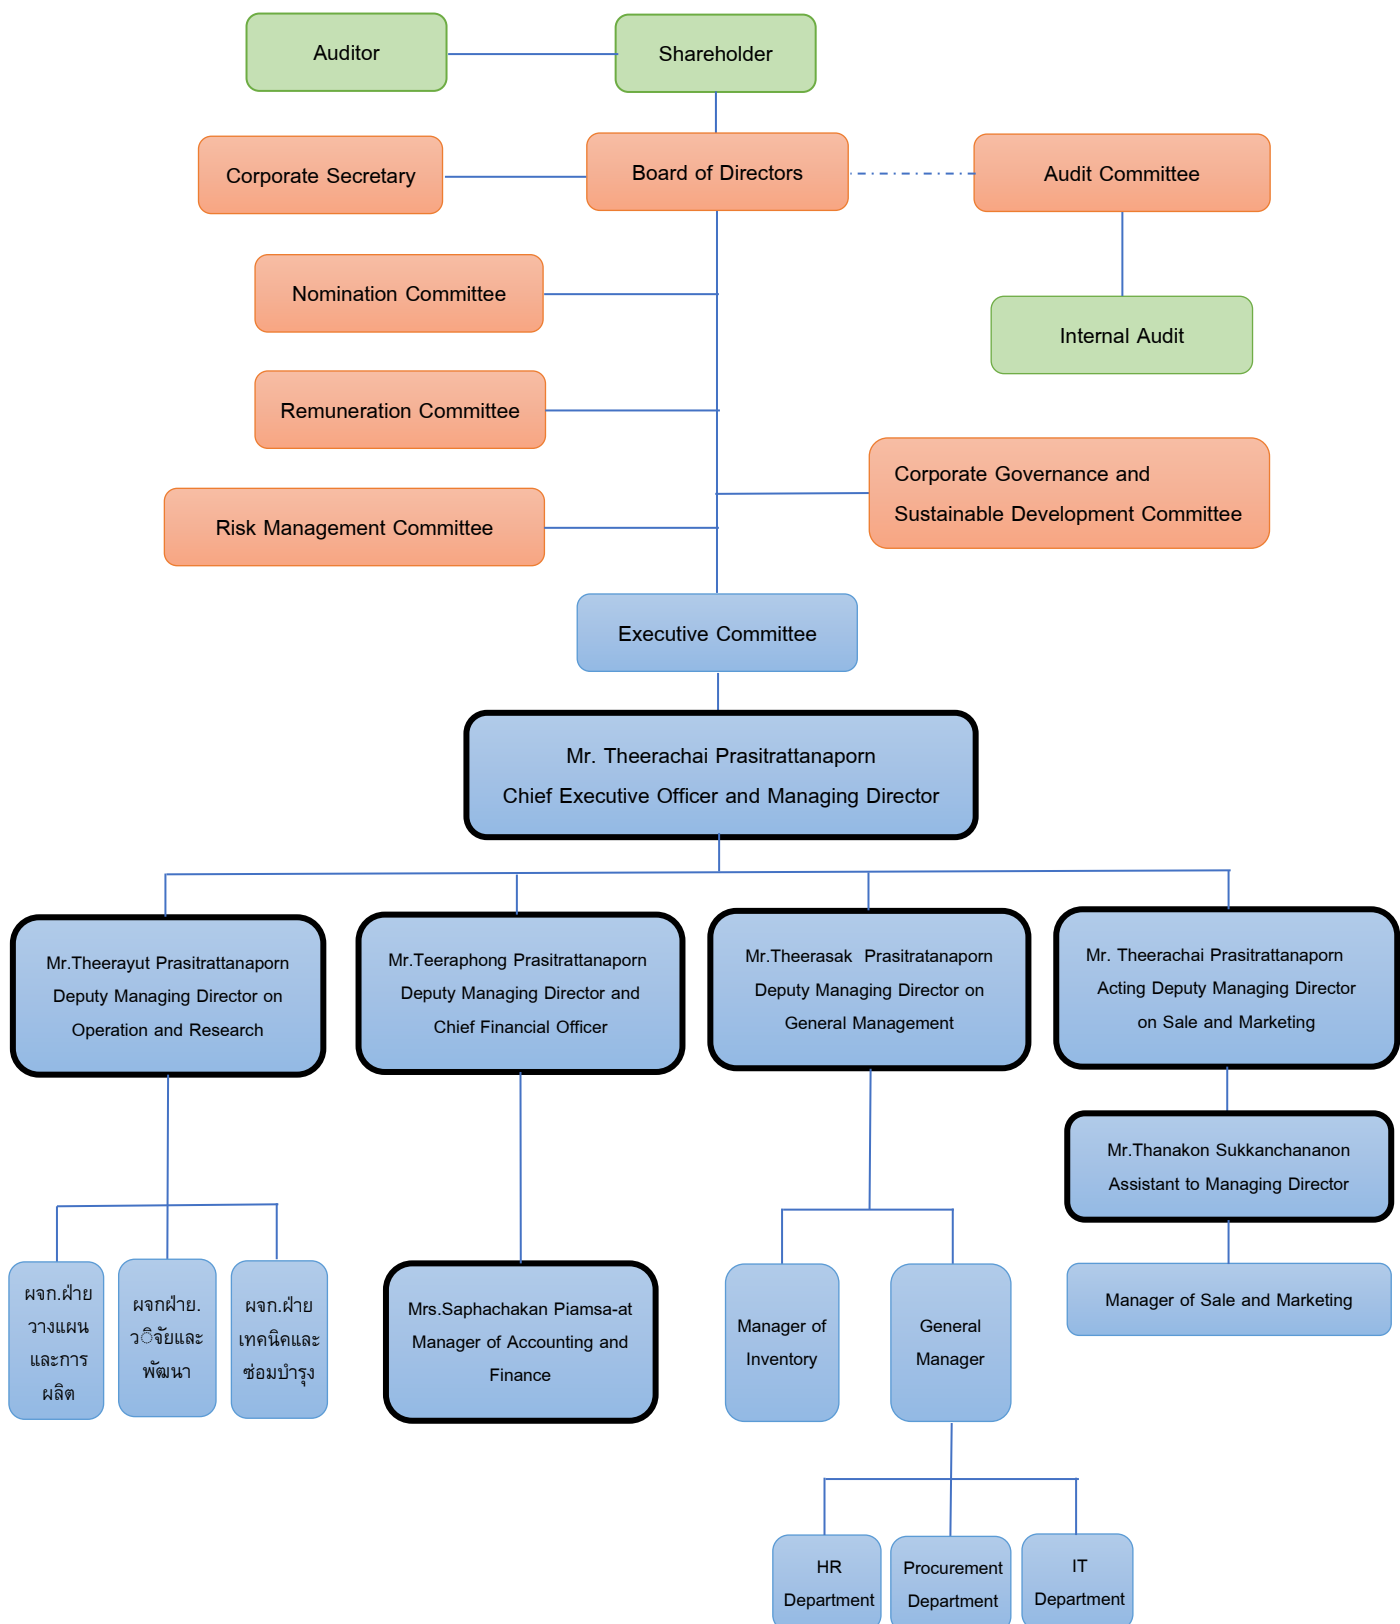 Auditor
Shareholder
Corporate Secretary
Board of Directors
Audit Committee
Nomination Committee
Internal Audit
Remuneration Committee
Corporate Governance and
Sustainable Development Committee
Risk Management Committee
Executive Committee
Mr. Theerachai Prasitrattanaporn
Chief Executive Officer and Managing Director
Mr.Theerayut Prasitrattanaporn
Deputy Managing Director on
Operation and Research
Mr.Teeraphong Prasitrattanaporn
Deputy Managing Director and
Chief Financial Officer
Mr.Theerasak Prasitratanaporn
Deputy Managing Director on
General Management
Mr. Theerachai Prasitrattanaporn
Acting Deputy Managing Director
on Sale and Marketing
Mr.Thanakon Sukkanchananon
Assistant to Managing Director
ผจก.ฝ่าย
วางแผน
และการ
ผลิต
ผจกฝ่าย.
วิจัยและ
พัฒนา
ผจก.ฝ่าย
เทคนิคและ
ซ่อมบำรุง
Mrs.Saphachakan Piamsa-at
Manager of Accounting and
Finance
Manager of
Inventory
General
Manager
Manager of Sale and Marketing
HR
Department
Procurement
Department
IT
Department